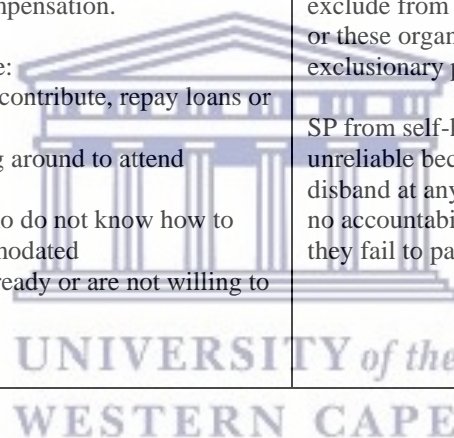 mpensation.
e:
contribute, repay loans or
g around to attend
o do not know how to
modated
ready or are not willing to
exclude from
or these organ
exclusionary p
SP from self-h
unreliable bec
disband at any
no accountabi
they fail to pa
UNIVERSITY of the
WESTERN CAPE